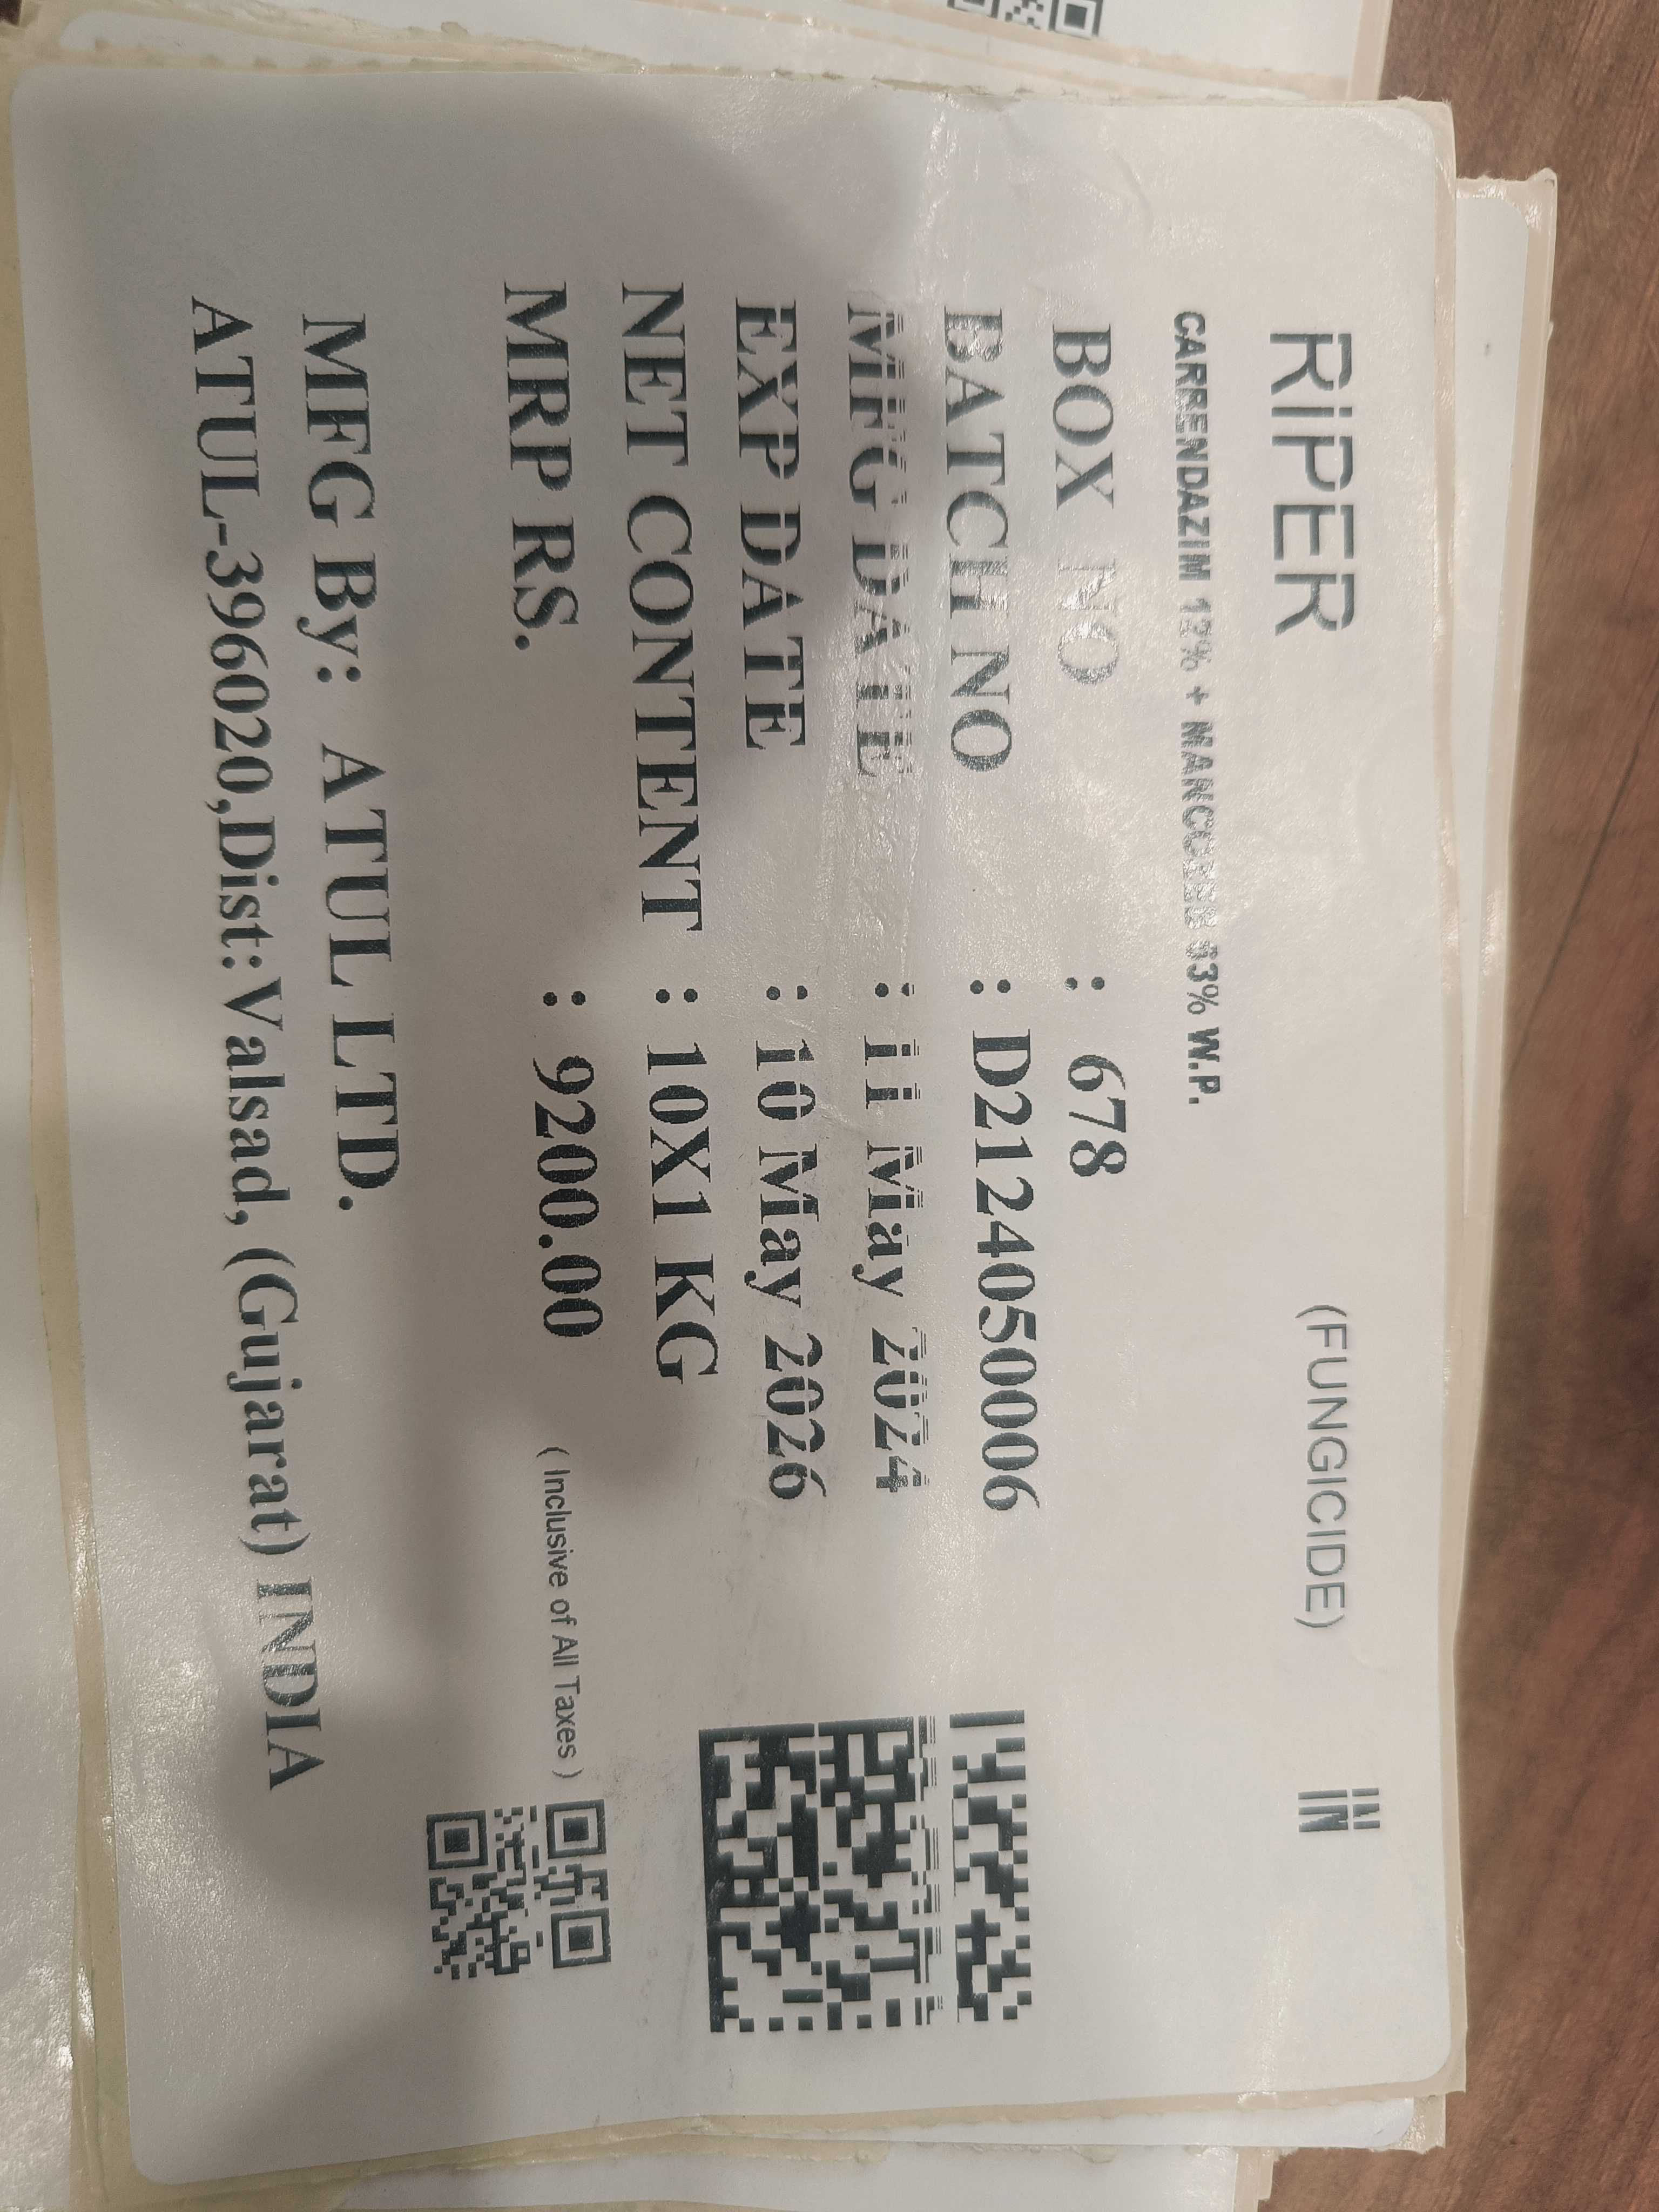 RiPER (FUNGICIDE) IN
CARBENDAZIM 12% + MANCOZEB 63% W.P.
BOX NO : 678
BATCH NO : D2124050006
MFG DATE : 11 May 2024
EXP DATE : 10 May 2026
NET CONTENT : 10X1 KG
MRP RS. : 9200.00 ( Inclusive of All Taxes )
MFG By: ATUL LTD.
ATUL-396020,Dist:Valsad, (Gujarat) INDIA